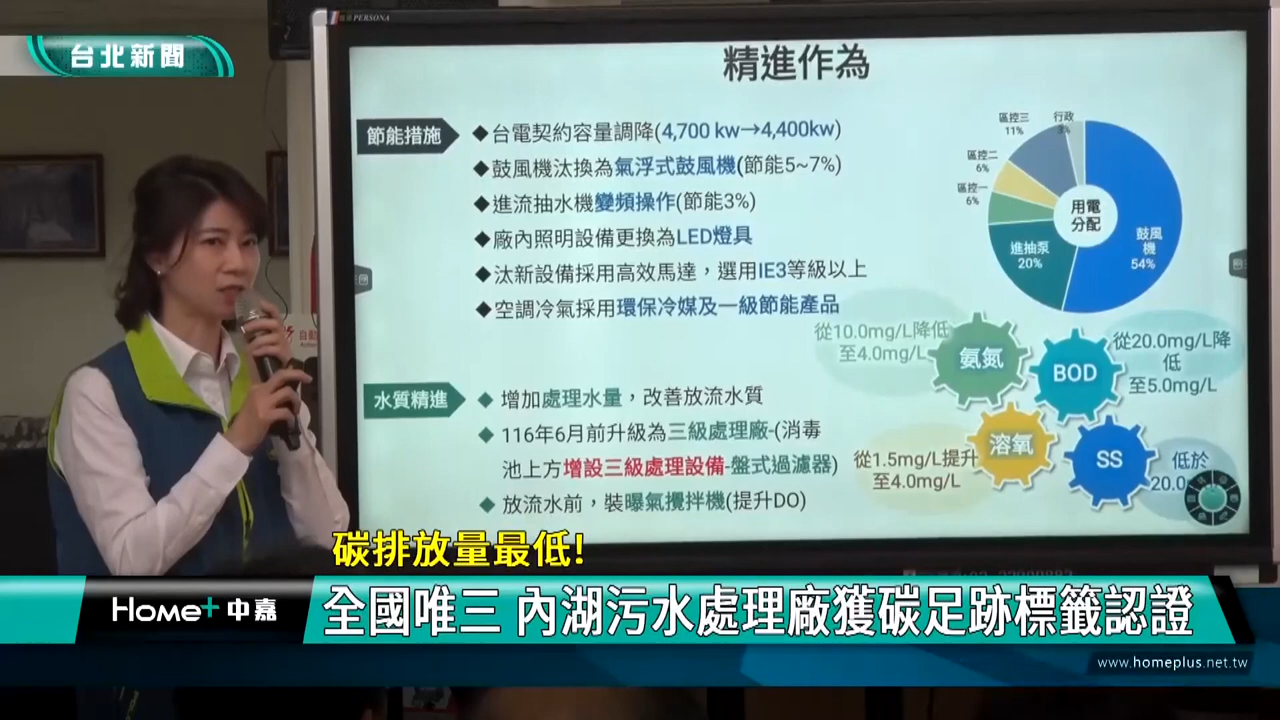 PERSONA
台北新聞
精進作為
節能措施
◆台電契約容量調降(4,700 kw→4,400kw)
◆鼓風機汰換為氣浮式鼓風機(節能5~7%)
◆進流抽水機變頻操作(節能3%)
◆廠內照明設備更換為LED燈具
◆汰新設備採用高效馬達，選用IE3等級以上
◆空調冷氣採用環保冷媒及一級節能產品
區控三
11%
行政
3%
區控二
6%
區控一
6%
用電
分配
進抽泵
20%
鼓風
機
54%
水質精進
◆ 增加處理水量，改善放流水質
◆ 116年6月前升級為三級處理廠-(消毒
池上方增設三級處理設備-盤式過濾器)
◆ 放流水前，裝曝氣攪拌機(提升DO)
從10.0mg/L降低
至4.0mg/L
氨氮
BOD
從20.0mg/L降
低
至5.0mg/L
從1.5mg/L提升
至4.0mg/L
溶氧
SS
低於
20.0
自動
碳排放量最低!
Home+中嘉
全國唯三 內湖污水處理廠獲碳足跡標籤認證
www.homeplus.net.tw